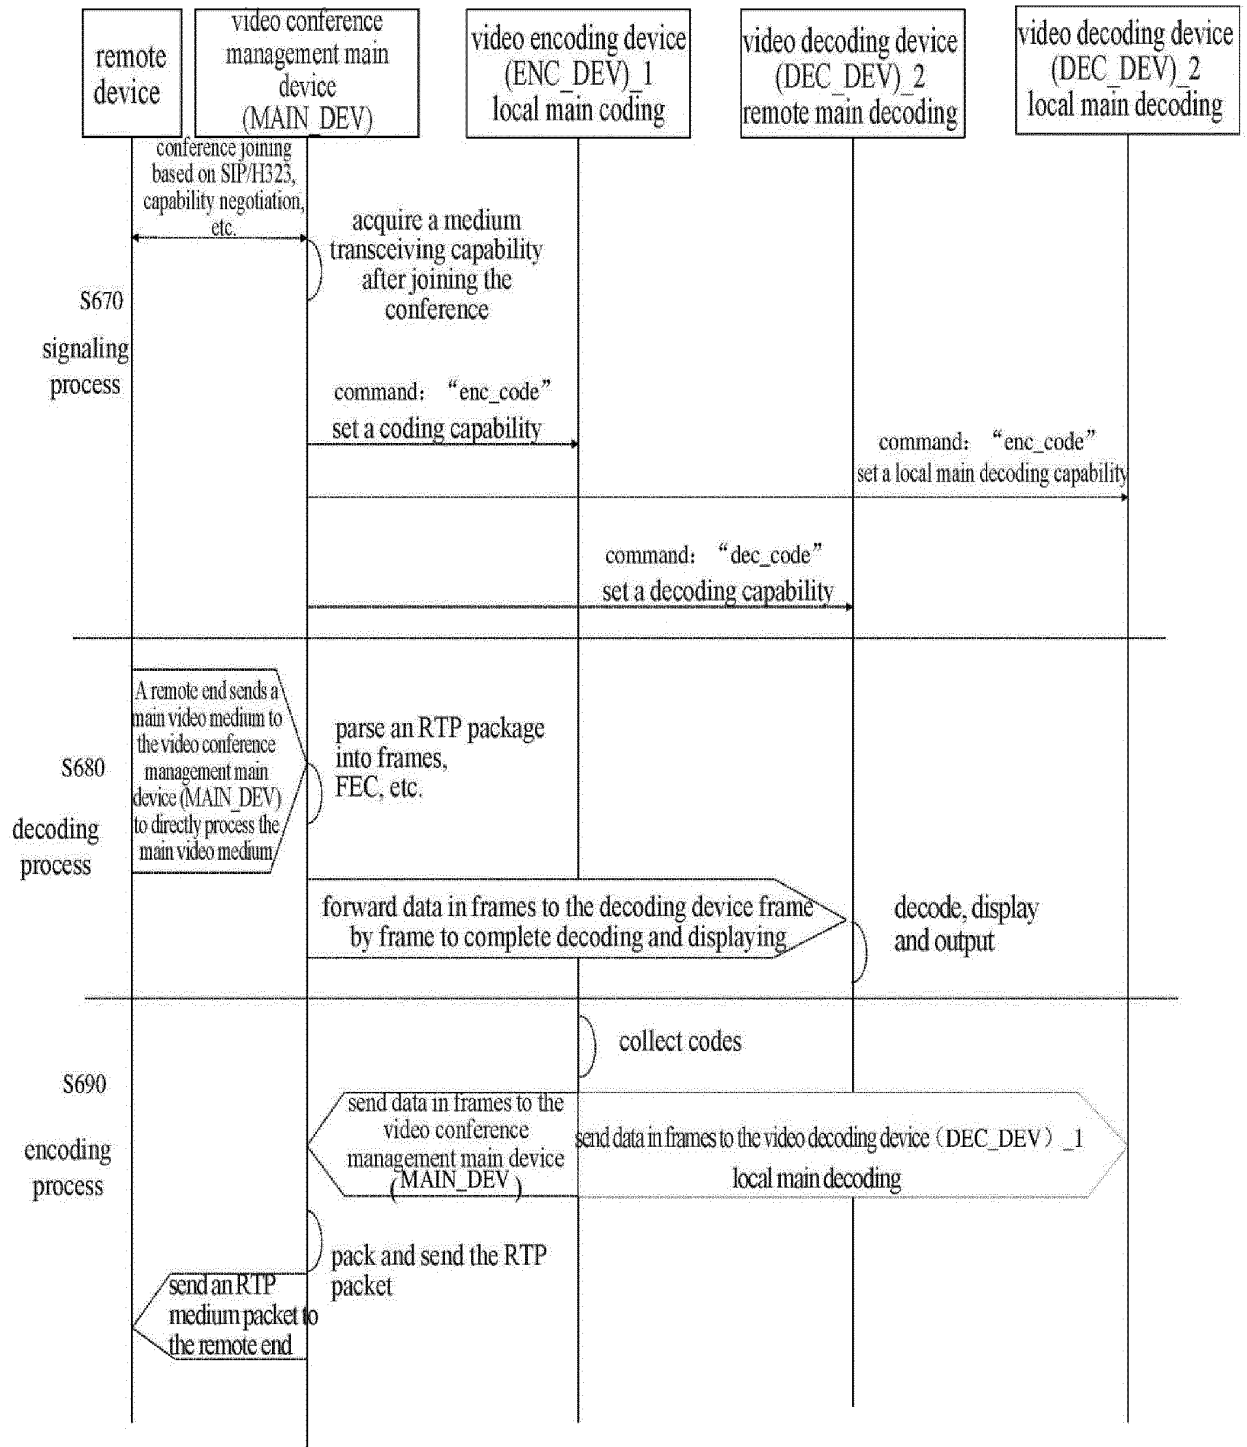 remote
device
video conference
management main
device
(MAIN_DEV)
video encoding device
(ENC_DEV)_1
local main coding
video decoding device
(DEC_DEV)_2
remote main decoding
video decoding device
(DEC_DEV)_2
local main decoding
conference joining
based on SIP/H323,
capability negotiation,
etc.
acquire a medium
transceiving capability
after joining the
conference
S670
signaling
process
command: “enc_code”
set a coding capability
command: “enc_code”
set a local main decoding capability
command: “dec_code”
set a decoding capability
A remote end sends a
main video medium to
the video conference
management main
device (MAIN_DEV)
to directly process the
main video medium
parse an RTP package
into frames,
FEC, etc.
S680
decoding
process
forward data in frames to the decoding device frame
by frame to complete decoding and displaying
decode, display
and output
collect codes
S690
encoding
process
send data in frames to the
video conference
management main device
(MAIN_DEV)
send data in frames to the video decoding device (DEC_DEV) _1
local main decoding
pack and send the RTP
packet
send an RTP
medium packet to
the remote end